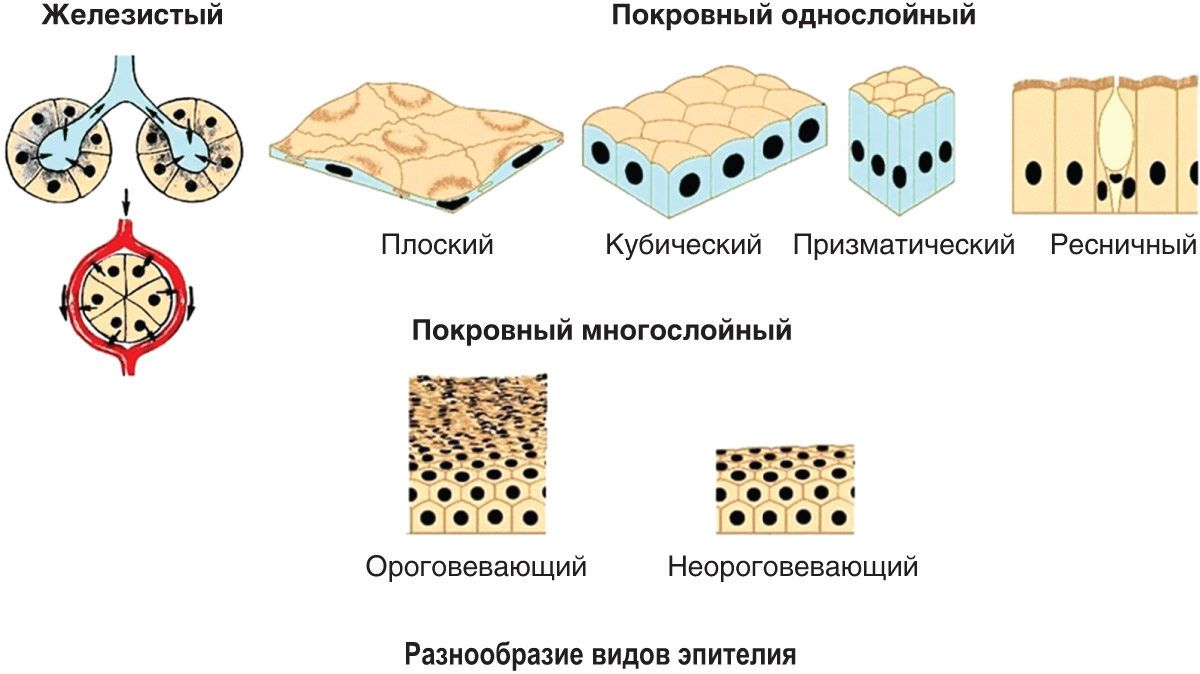 Железистый
Покровный однослойный
Плоский
Кубический
Призматический
Ресничный
Покровный многослойный
Ороговевающий
Неороговевающий
Разнообразие видов эпителия